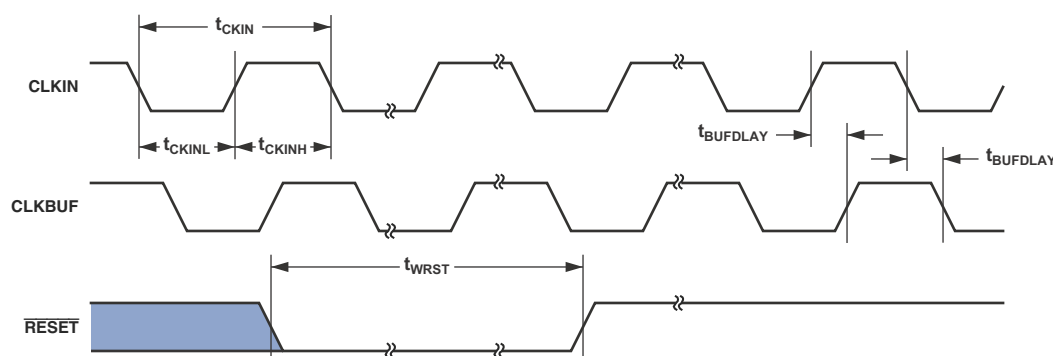 tCKIN
CLKIN
tCKINL
tCKINH
tBUFDLAY
tBUFDLAY
CLKBUF
tWRST
RESET